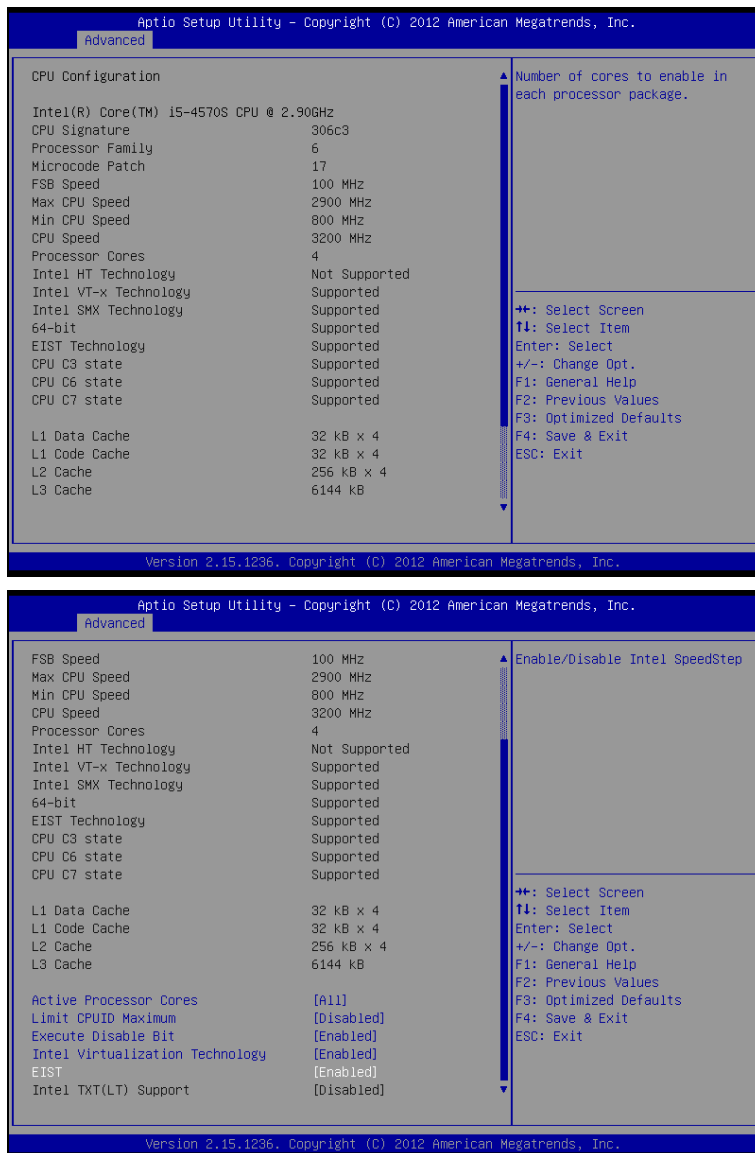 Aptio Setup Utility – Copyright (C) 2012 American Megatrends, Inc.
Advanced
CPU Configuration
Intel(R) Core(TM) i5-4570S CPU @ 2.90GHz
CPU Signature 306c3
Processor Family 6
Microcode Patch 17
FSB Speed 100 MHz
Max CPU Speed 2900 MHz
Min CPU Speed 800 MHz
CPU Speed 3200 MHz
Processor Cores 4
Intel HT Technology Not Supported
Intel VT-x Technology Supported
Intel SMX Technology Supported
64-bit Supported
EIST Technology Supported
CPU C3 state Supported
CPU C6 state Supported
CPU C7 state Supported
L1 Data Cache 32 kB x 4
L1 Code Cache 32 kB x 4
L2 Cache 256 kB x 4
L3 Cache 6144 kB
Number of cores to enable in
each processor package.
→←: Select Screen
↑↓: Select Item
Enter: Select
+/-: Change Opt.
F1: General Help
F2: Previous Values
F3: Optimized Defaults
F4: Save & Exit
ESC: Exit
Version 2.15.1236. Copyright (C) 2012 American Megatrends, Inc.
Aptio Setup Utility – Copyright (C) 2012 American Megatrends, Inc.
Advanced
FSB Speed 100 MHz
Max CPU Speed 2900 MHz
Min CPU Speed 800 MHz
CPU Speed 3200 MHz
Processor Cores 4
Intel HT Technology Not Supported
Intel VT-x Technology Supported
Intel SMX Technology Supported
64-bit Supported
EIST Technology Supported
CPU C3 state Supported
CPU C6 state Supported
CPU C7 state Supported
L1 Data Cache 32 kB x 4
L1 Code Cache 32 kB x 4
L2 Cache 256 kB x 4
L3 Cache 6144 kB
Active Processor Cores [All]
Limit CPUID Maximum [Disabled]
Execute Disable Bit [Enabled]
Intel Virtualization Technology [Enabled]
EIST [Enabled]
Intel TXT(LT) Support [Disabled]
Enable/Disable Intel SpeedStep
→←: Select Screen
↑↓: Select Item
Enter: Select
+/-: Change Opt.
F1: General Help
F2: Previous Values
F3: Optimized Defaults
F4: Save & Exit
ESC: Exit
Version 2.15.1236. Copyright (C) 2012 American Megatrends, Inc.